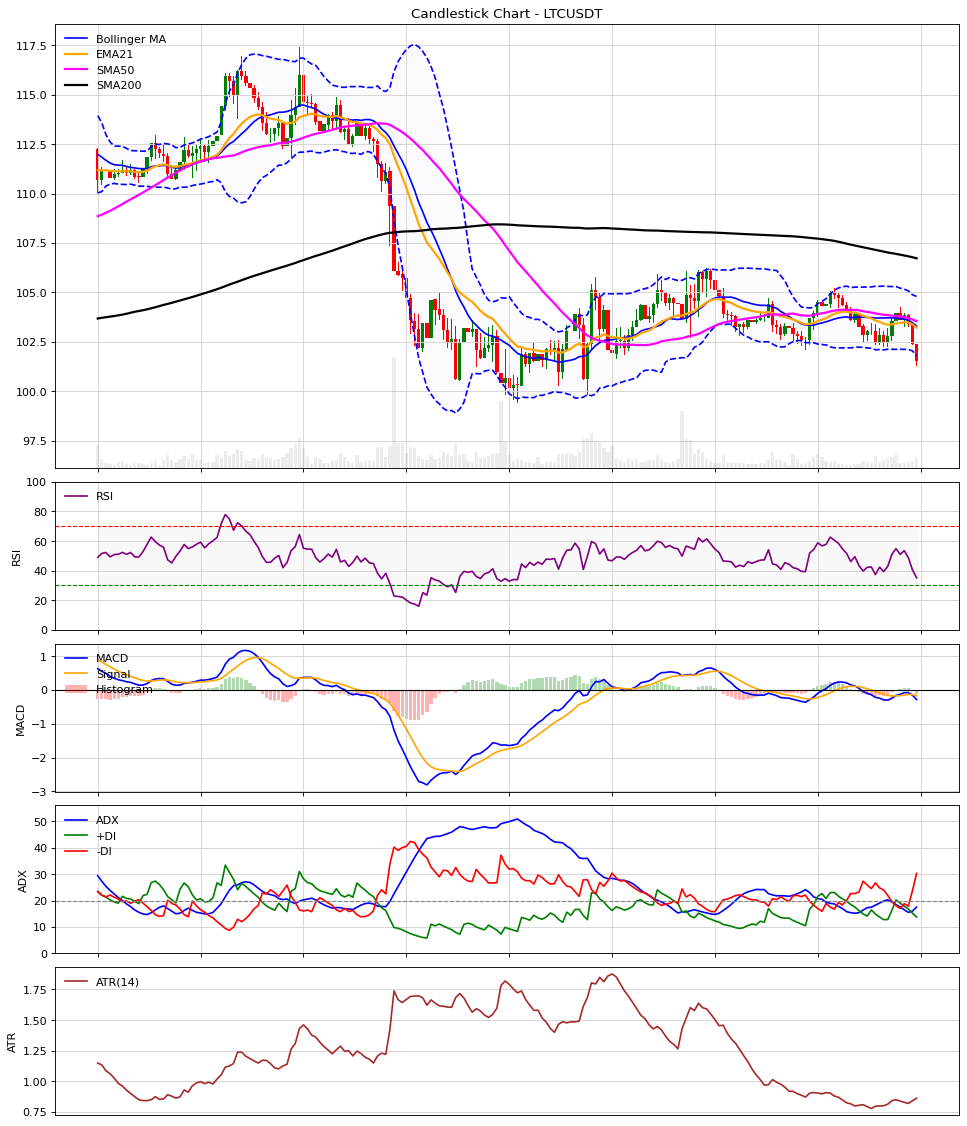 Candlestick Chart - LTCUSDT
Bollinger MA
EMA21
SMA50
SMA200
117.5
115.0
112.5
110.0
107.5
105.0
102.5
100.0
97.5
RSI
RSI
100
80
60
40
20
0
MACD
Signal
Histogram
MACD
1
0
−1
−2
−3
ADX
+DI
-DI
ADX
50
40
30
20
10
0
ATR(14)
ATR
1.75
1.50
1.25
1.00
0.75